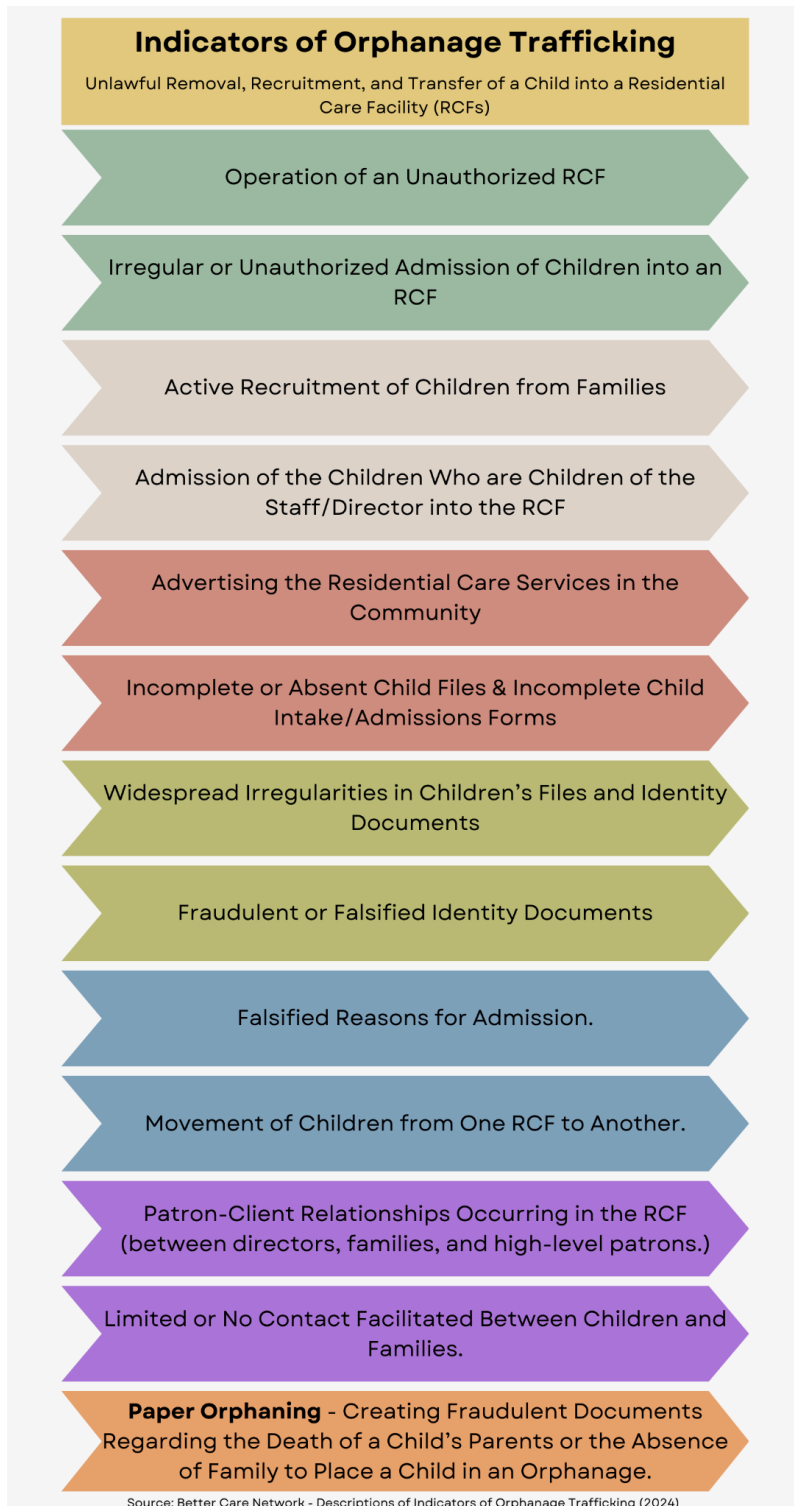 Indicators of Orphanage Trafficking
Unlawful Removal, Recruitment, and Transfer of a Child into a Residential
Care Facility (RCFs)
Operation of an Unauthorized RCF
Irregular or Unauthorized Admission of Children into an
RCF
Active Recruitment of Children from Families
Admission of the Children Who are Children of the
Staff/Director into the RCF
Advertising the Residential Care Services in the
Community
Incomplete or Absent Child Files & Incomplete Child
Intake/Admissions Forms
Widespread Irregularities in Children’s Files and Identity
Documents
Fraudulent or Falsified Identity Documents
Falsified Reasons for Admission.
Movement of Children from One RCF to Another.
Patron-Client Relationships Occurring in the RCF
(between directors, families, and high-level patrons.)
Limited or No Contact Facilitated Between Children and
Families.
Paper Orphaning - Creating Fraudulent Documents
Regarding the Death of a Child’s Parents or the Absence
of Family to Place a Child in an Orphanage.
Source: Better Care Network - Descriptions of Indicators of Orphanage Trafficking (2024)